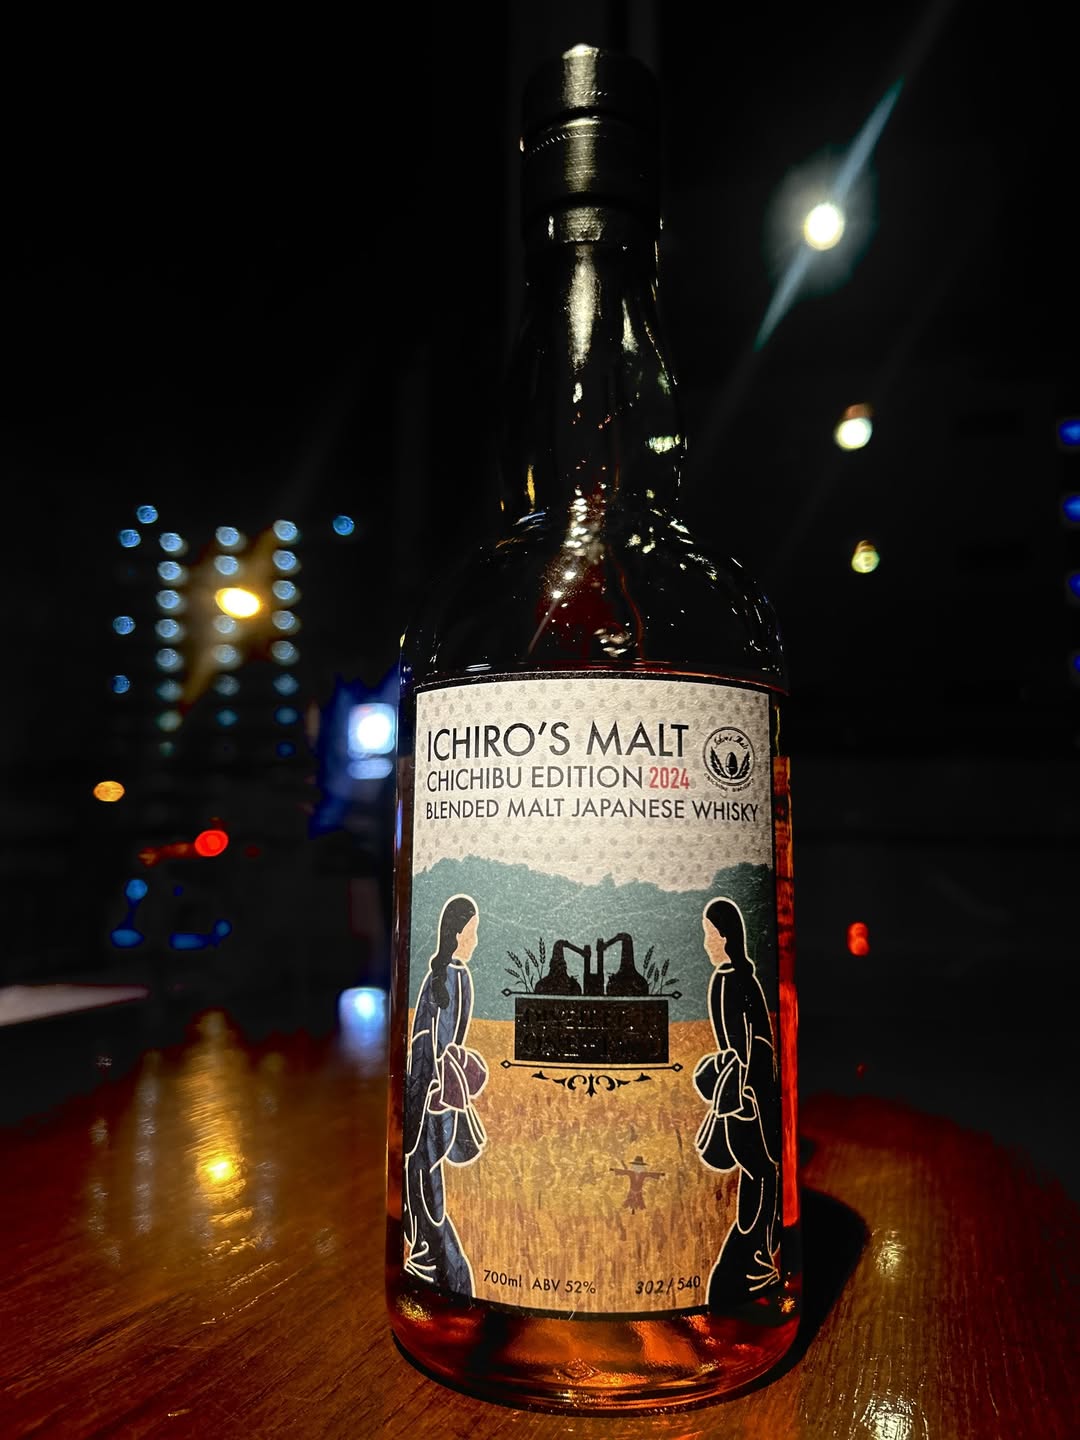 ICHIRO'S MALT
CHICHIBU EDITION 2024
BLENDED MALT JAPANESE WHISKY
700ml ABV 52% 302/540